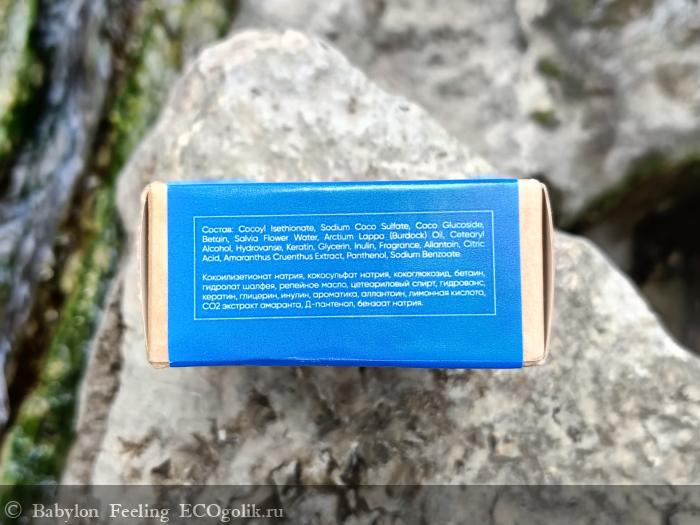 Состав: Cocoyl Isethionate, Sodium Coco Sulfate, Coco Glucoside,
Betain, Salvia Flower Water, Arctium Lappa (Burdock) Oil, Cetearyl
Alcohol, Hydrovanse, Keratin, Glycerin, Inulin, Fragrance, Allantoin, Citric
Acid, Amaranthus Cruenthus Extract, Panthenol, Sodium Benzoate.
Кокоилизетионат натрия, кокосульфат натрия, кокоглюкозид, бетаин,
гидролат шалфея, репейное масло, цетеариловый спирт, гидрованс,
кератин, глицерин, инулин, ароматика, аллантоин, лимонная кислота,
СО2 экстракт амаранта, Д-пантенол, бензоат натрия.
© Babylon Feeling ECOgolik.ru